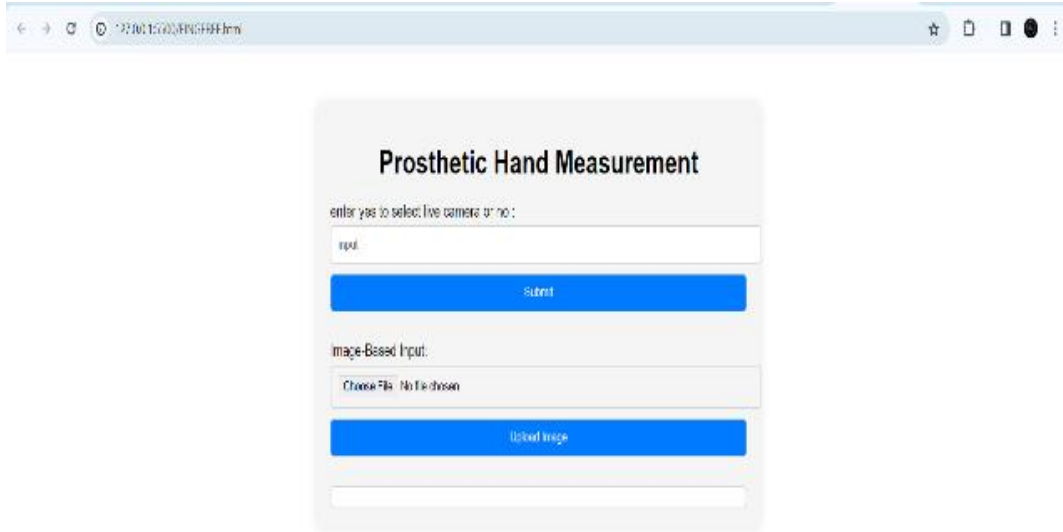 Prosthetic Hand Measurement
enter yes to select live camera or no :
input
Submit
Image-Based Input:
Choose File No file chosen
Upload Image